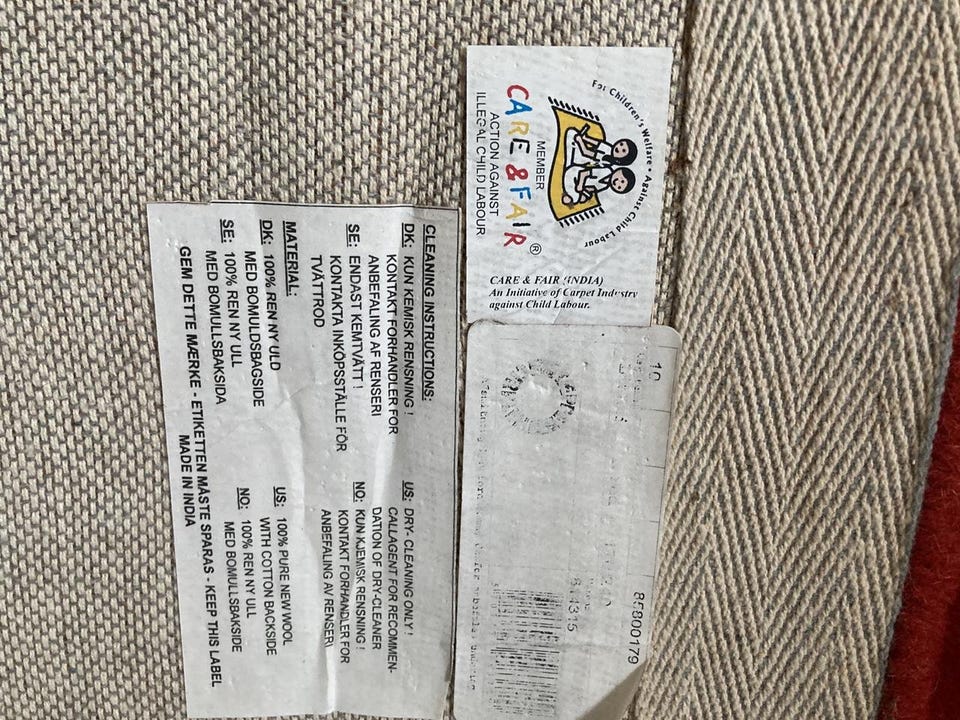 For Children's Welfare • Against Child Labour
CARE & FAIR®
MEMBER
ACTION AGAINST
ILLEGAL CHILD LABOUR
CARE & FAIR (INDIA)
An Initiative of Carpet Industry
against Child Labour.
10
85800179
CLEANING INSTRUCTIONS:
DK: KUN KEMISK RENSNING !
KONTAKT FORHANDLER FOR
ANBEFALING AF RENSERI
SE: ENDAST KEMTVÄTT !
KONTAKTA INKÖPSSTÄLLE FÖR
TVÄTTROD
US: DRY- CLEANING ONLY !
CALLAGENT FOR RECOMMEN-
DATION OF DRY-CLEANER
NO: KUN KJEMISK RENSNING !
KONTAKT FORHANDLER FOR
ANBEFALING AV RENSERI
MATERIAL:
DK: 100% REN NY ULD
MED BOMULDSBAGSIDE
SE: 100% REN NY ULL
MED BOMULLSBAKSIDA
US: 100% PURE NEW WOOL
WITH COTTON BACKSIDE
NO: 100% REN NY ULL
MED BOMULLSBAKSIDE
GEM DETTE MÆRKE - ETIKETTEN MÅSTE SPARAS - KEEP THIS LABEL
MADE IN INDIA